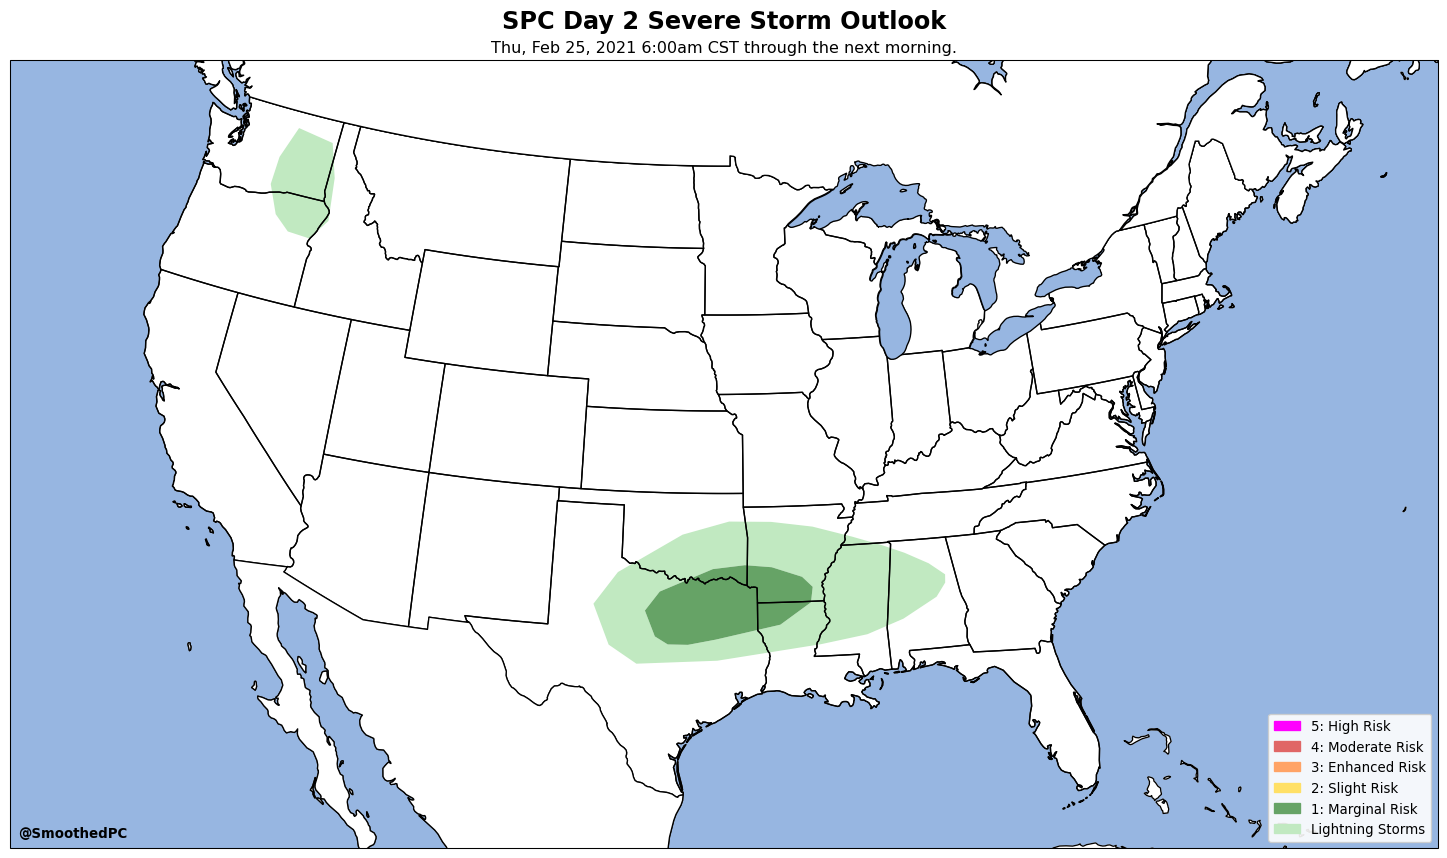 SPC Day 2 Severe Storm Outlook
Thu, Feb 25, 2021 6:00am CST through the next morning.
5: High Risk
4: Moderate Risk
3: Enhanced Risk
2: Slight Risk
1: Marginal Risk
Lightning Storms
@SmoothedPC